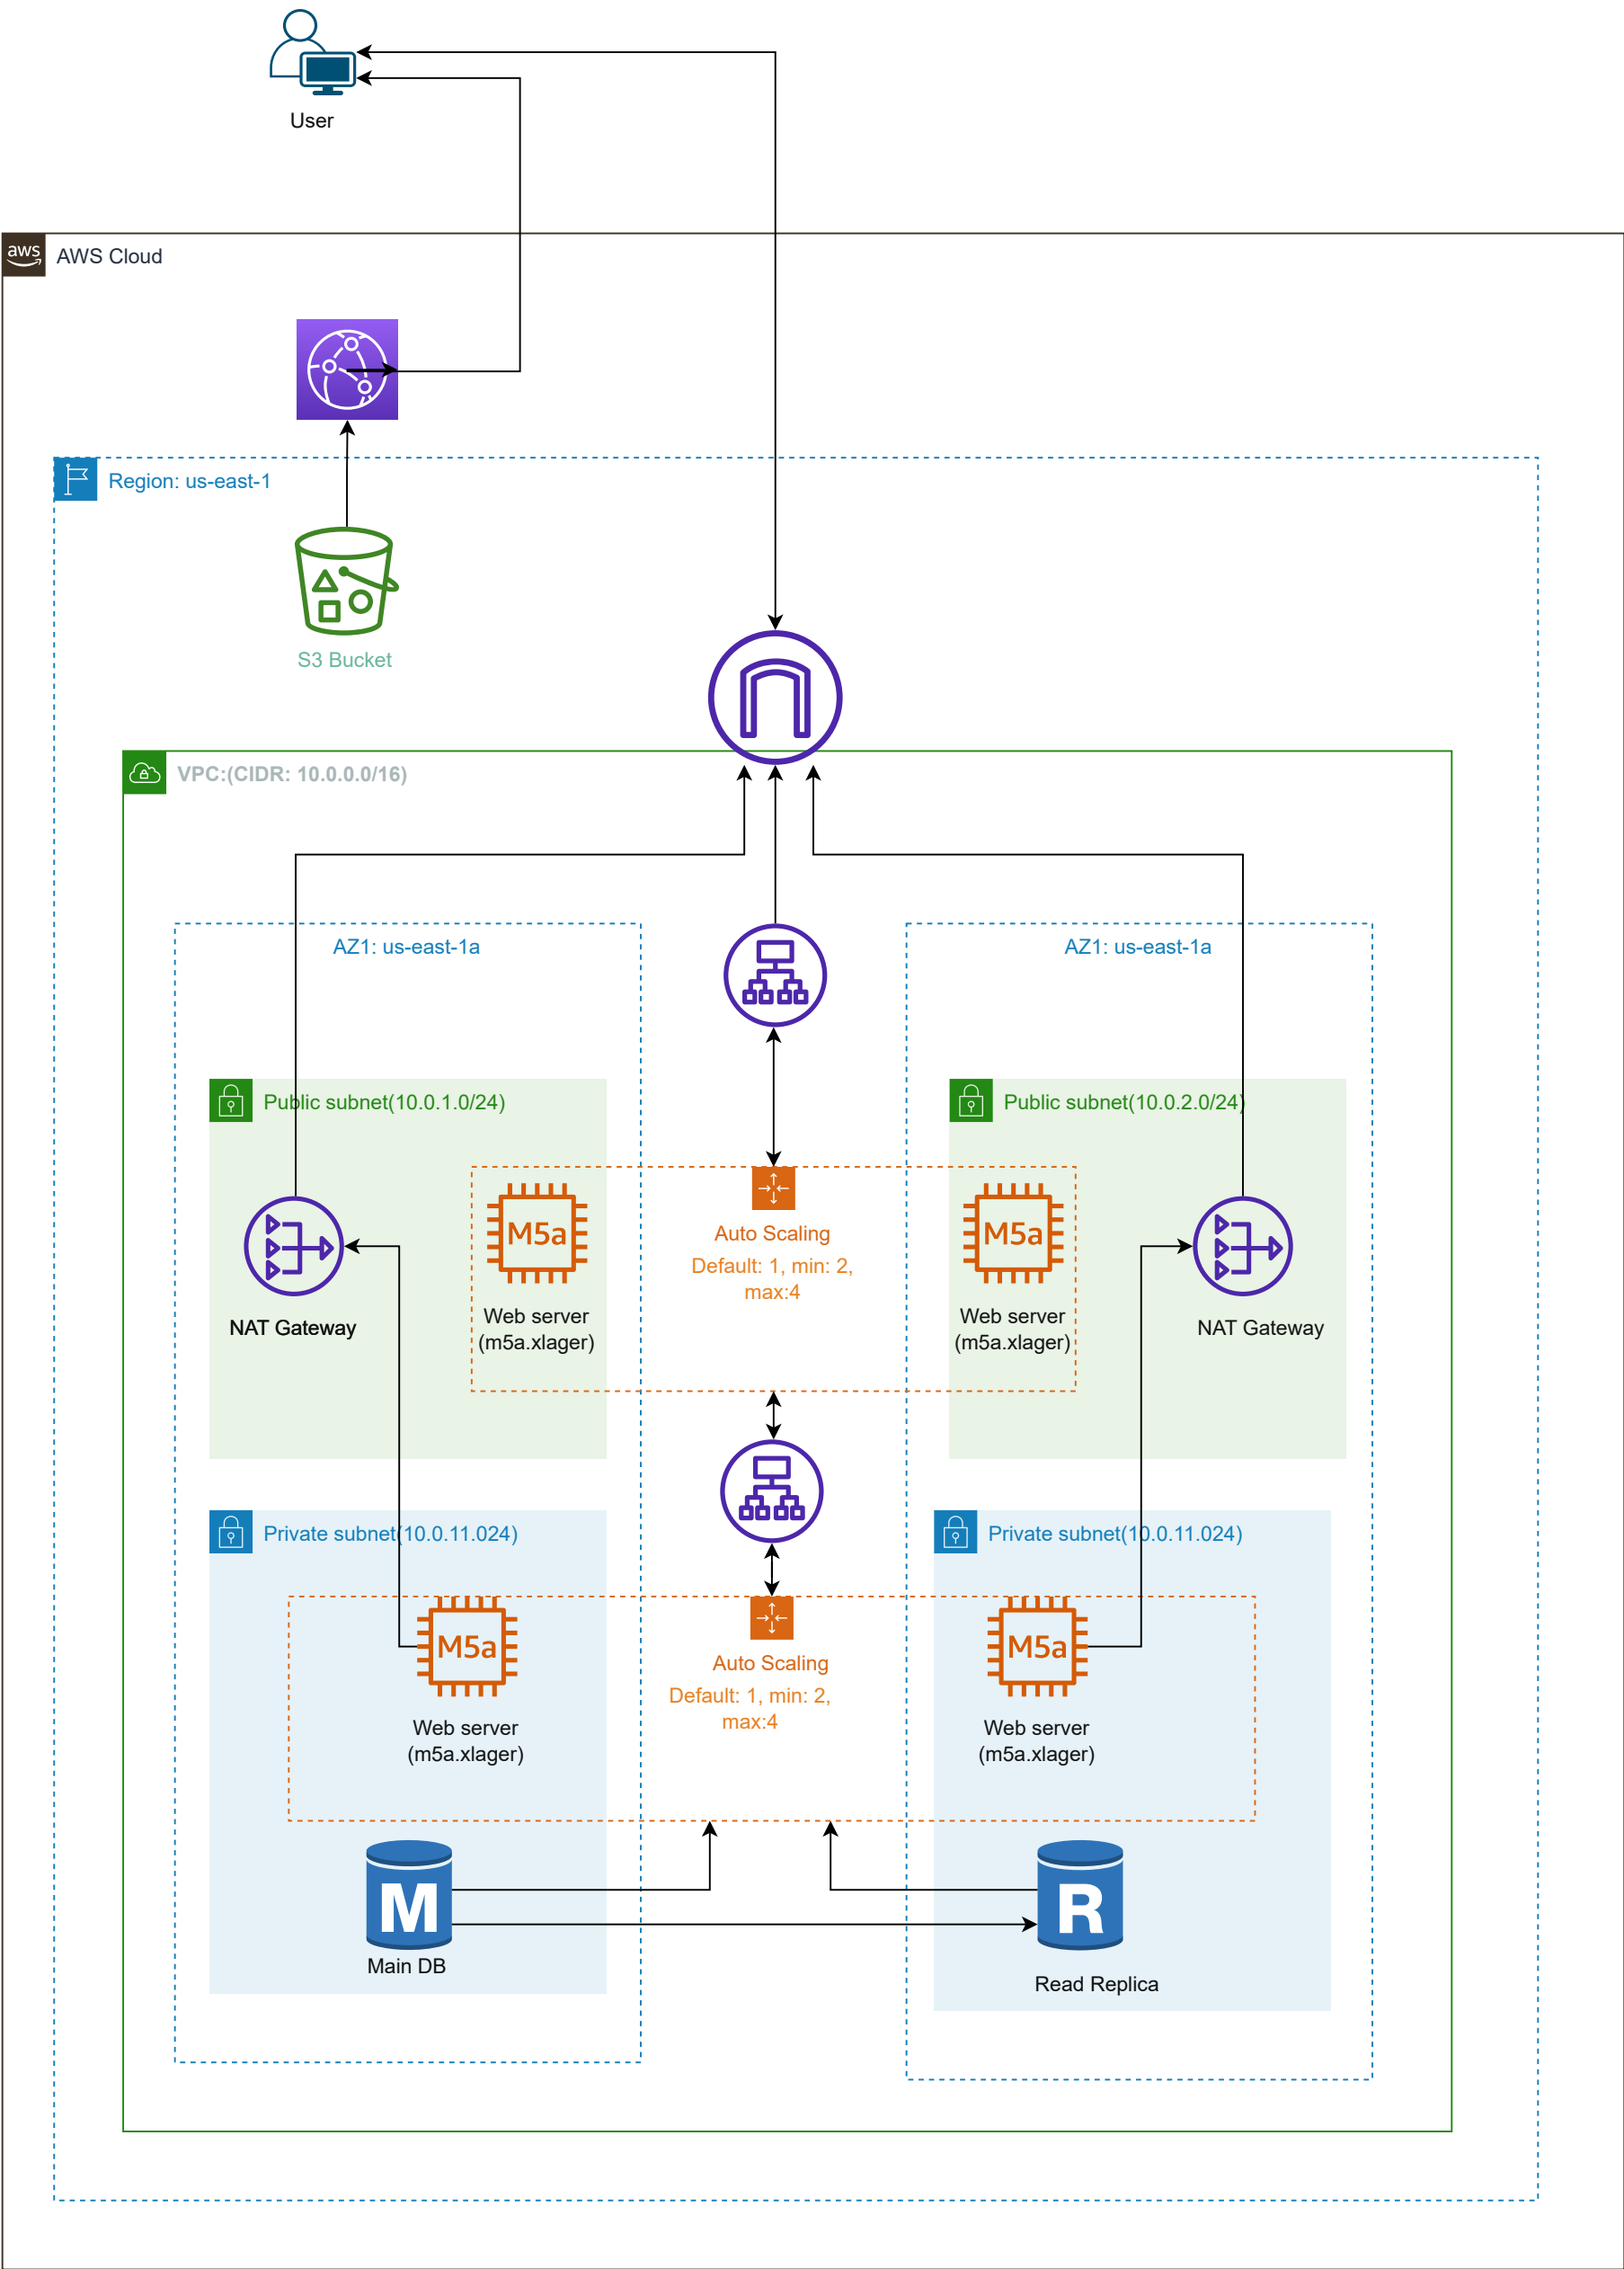 User
aws
AWS Cloud
Region: us-east-1
S3 Bucket
VPC:(CIDR: 10.0.0.0/16)
AZ1: us-east-1a
AZ1: us-east-1a
Public subnet(10.0.1.0/24)
Public subnet(10.0.2.0/24)
M5a
Auto Scaling
Default: 1, min: 2,
max:4
M5a
NAT Gateway
Web server
(m5a.xlager)
Web server
(m5a.xlager)
NAT Gateway
Private subnet(10.0.11.024)
Private subnet(10.0.11.024)
M5a
Auto Scaling
Default: 1, min: 2,
max:4
M5a
Web server
(m5a.xlager)
Web server
(m5a.xlager)
M
Main DB
R
Read Replica